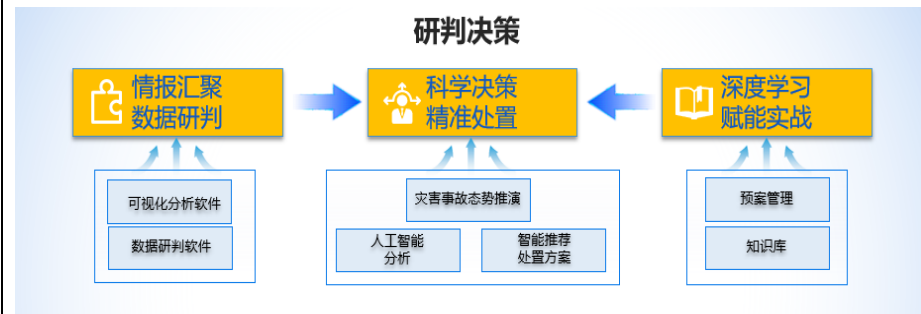 研判决策
情报汇聚
数据研判
科学决策
精准处置
深度学习
赋能实战
可视化分析软件
数据研判软件
灾害事故态势推演
人工智能
分析
智能推荐
处置方案
预案管理
知识库